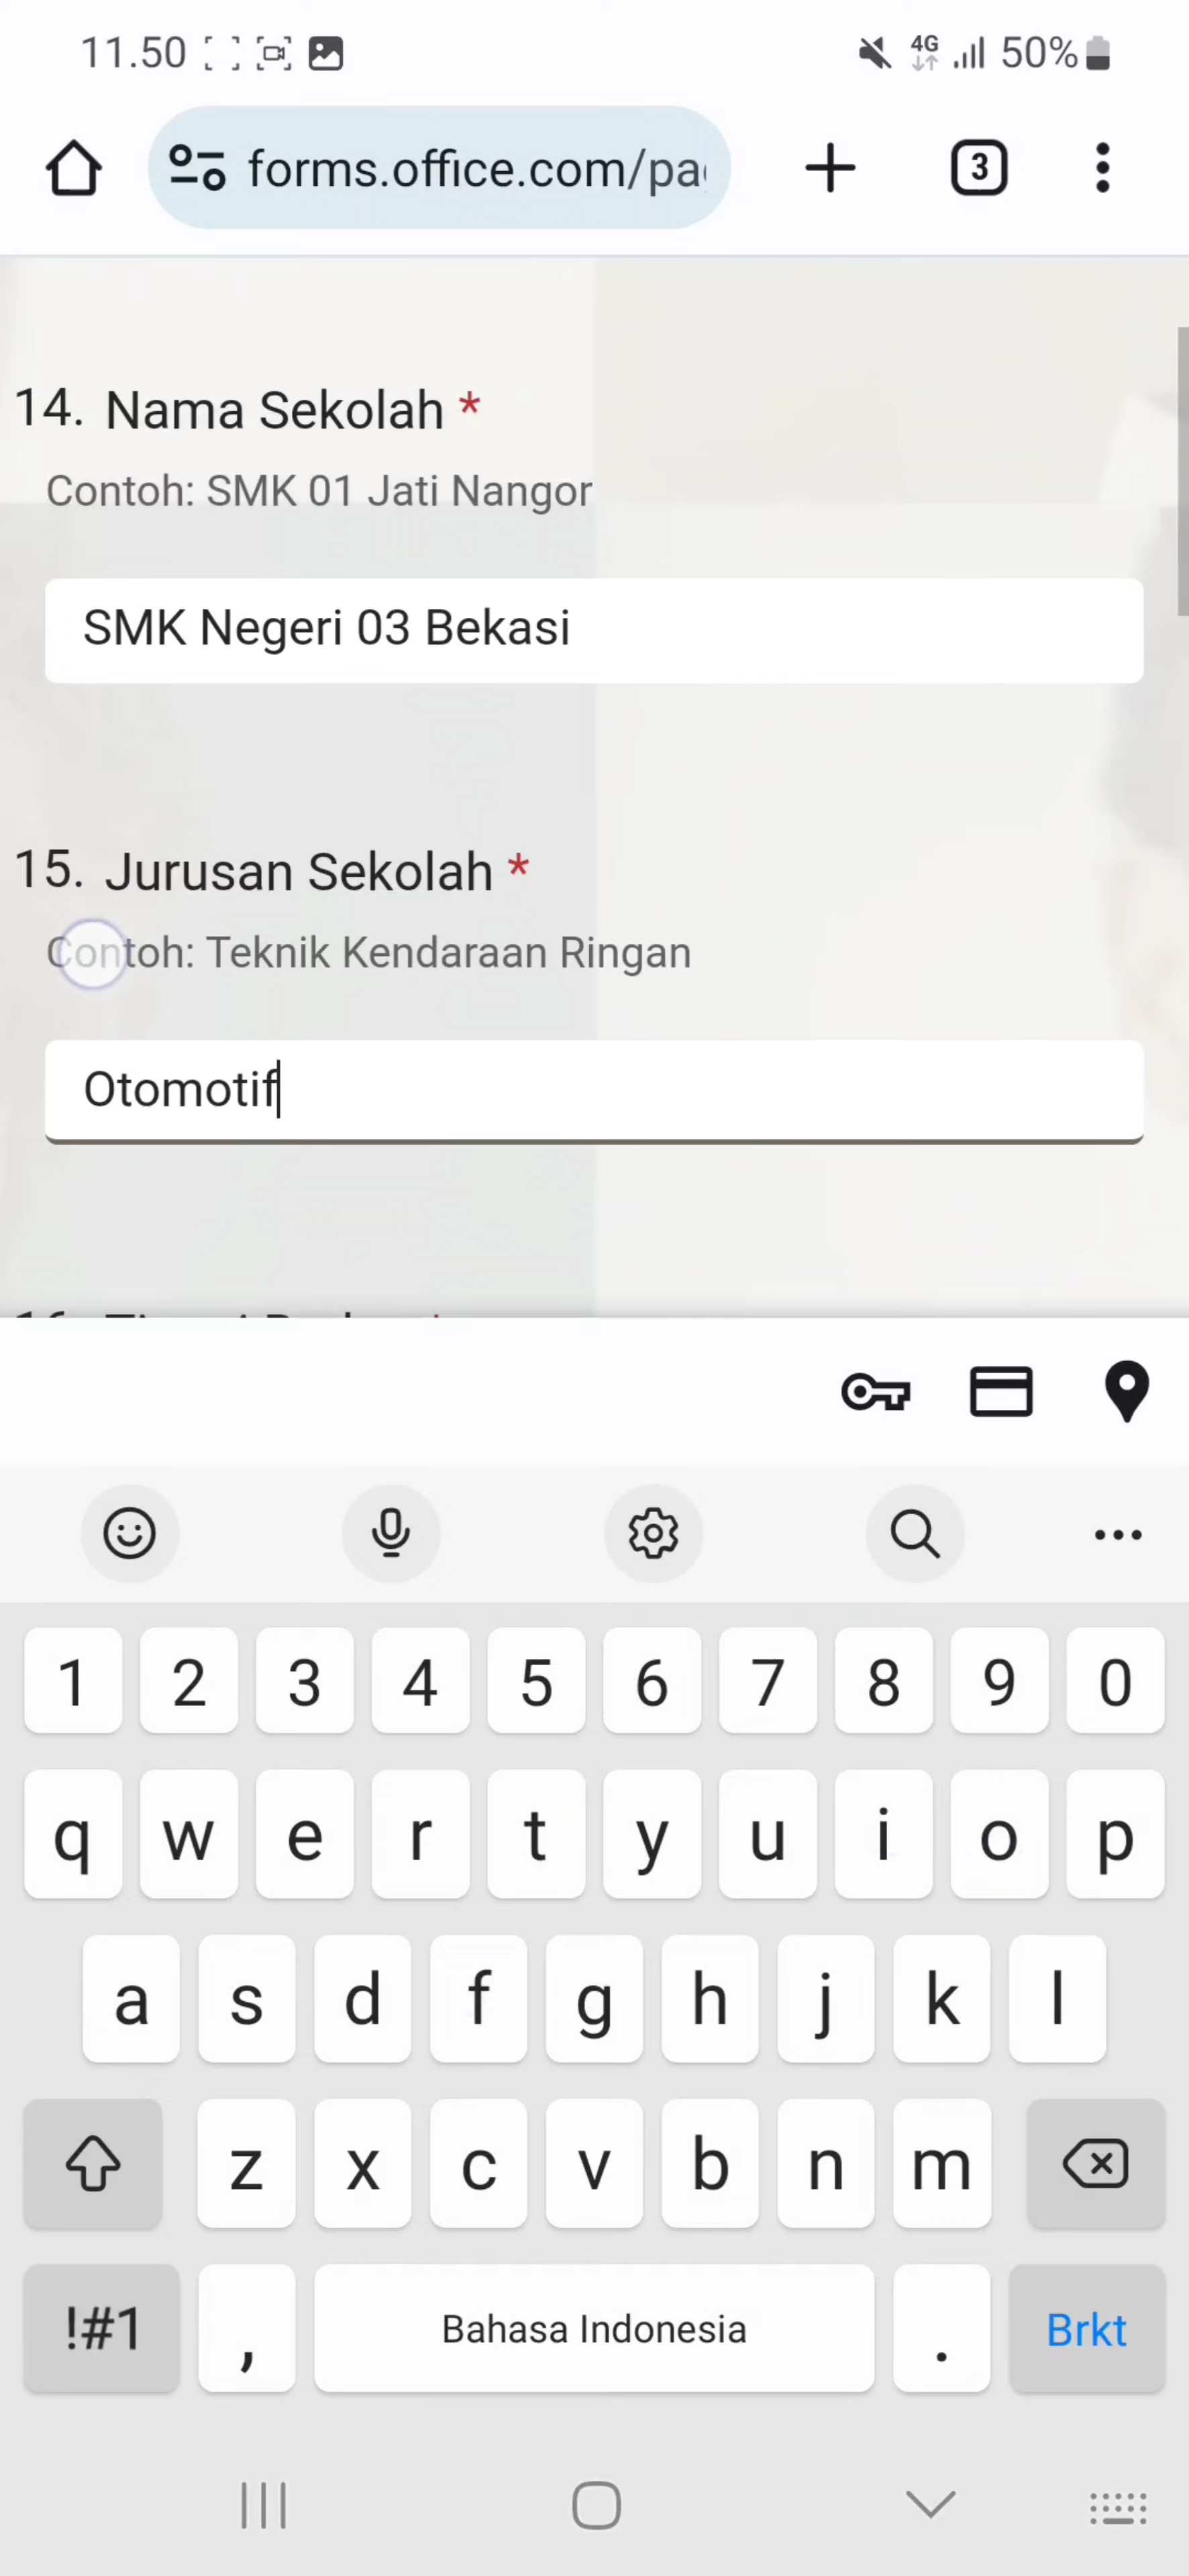 11.50
4G 50%
forms.office.com/pa
3
14. Nama Sekolah *
Contoh: SMK 01 Jati Nangor
SMK Negeri 03 Bekasi
15. Jurusan Sekolah *
Contoh: Teknik Kendaraan Ringan
Otomotif
1 2 3 4 5 6 7 8 9 0
q w e r t y u i o p
a s d f g h j k l
z x c v b n m
!#1 , Bahasa Indonesia . Brkt